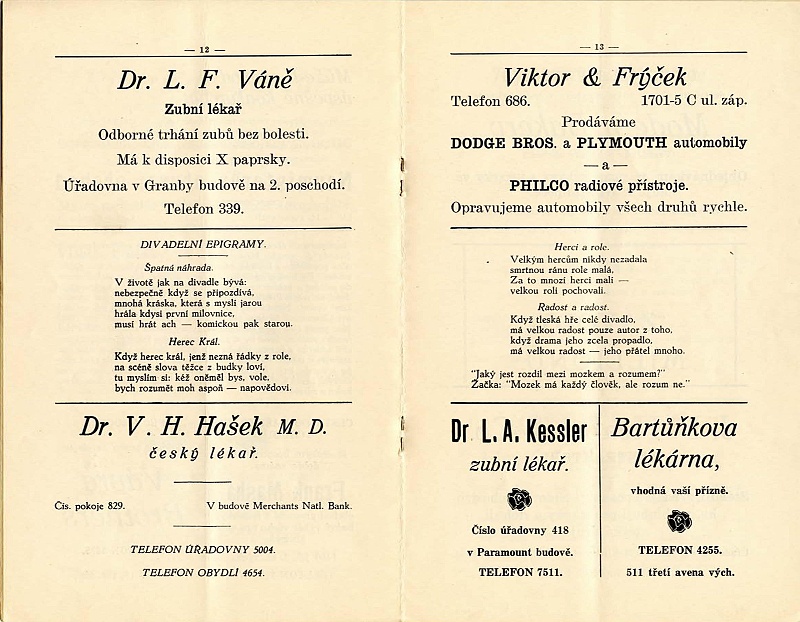 — 12 —
Dr. L. F. Váně
Zubní lékař
Odborné trhání zubů bez bolesti.
Má k disposici X paprsky.
Úřadovna v Granby budově na 2. poschodí.
Telefon 339.
DIVADELNÍ EPIGRAMY.
Špatná náhrada.
V životě jak na divadle bývá:
nebezpečně když se připozdívá,
mnohá kráska, která s myslí jarou
hrála kdysi první milovnice,
musí hrát ach — komickou pak starou.
Herec Král.
Když herec král, jenž nezná řádky z role,
na scéně slova těžce z budky loví,
tu myslím si: kéž oněměl bys, vole,
bych rozumět moh aspoň — napovědoví.
Dr. V. H. Hašek M. D.
český lékař.
Čís. pokoje 829. V budově Merchants Natl. Bank.
TELEFON ÚŘADOVNY 5004.
TELEFON OBYDLÍ 4654.
— 13 —
Viktor & Frýček
Telefon 686. 1701-5 C ul. záp.
Prodáváme
DODGE BROS. a PLYMOUTH automobily
— a —
PHILCO radiové přístroje.
Opravujeme automobily všech druhů rychle.
Herci a role.
Velkým hercům nikdy nezadala
smrtnou ránu role malá,
Za to mnozí herci malí —
velkou roli pochovali.
Radost a radost.
Když tleská hře celé divadlo,
má velkou radost pouze autor z toho,
když drama jeho zcela propadlo,
má velkou radost — jeho přátel mnoho.
"Jaký jest rozdíl mezi mozkem a rozumem?"
Žačka: "Mozek má každý člověk, ale rozum ne."
Dr. L. A. Kessler
zubní lékař.
Číslo úřadovny 418
v Paramount budově.
TELEFON 7511.
Bartůňkova
lékárna,
vhodná vaší přízně.
TELEFON 4255.
511 třetí avena vých.